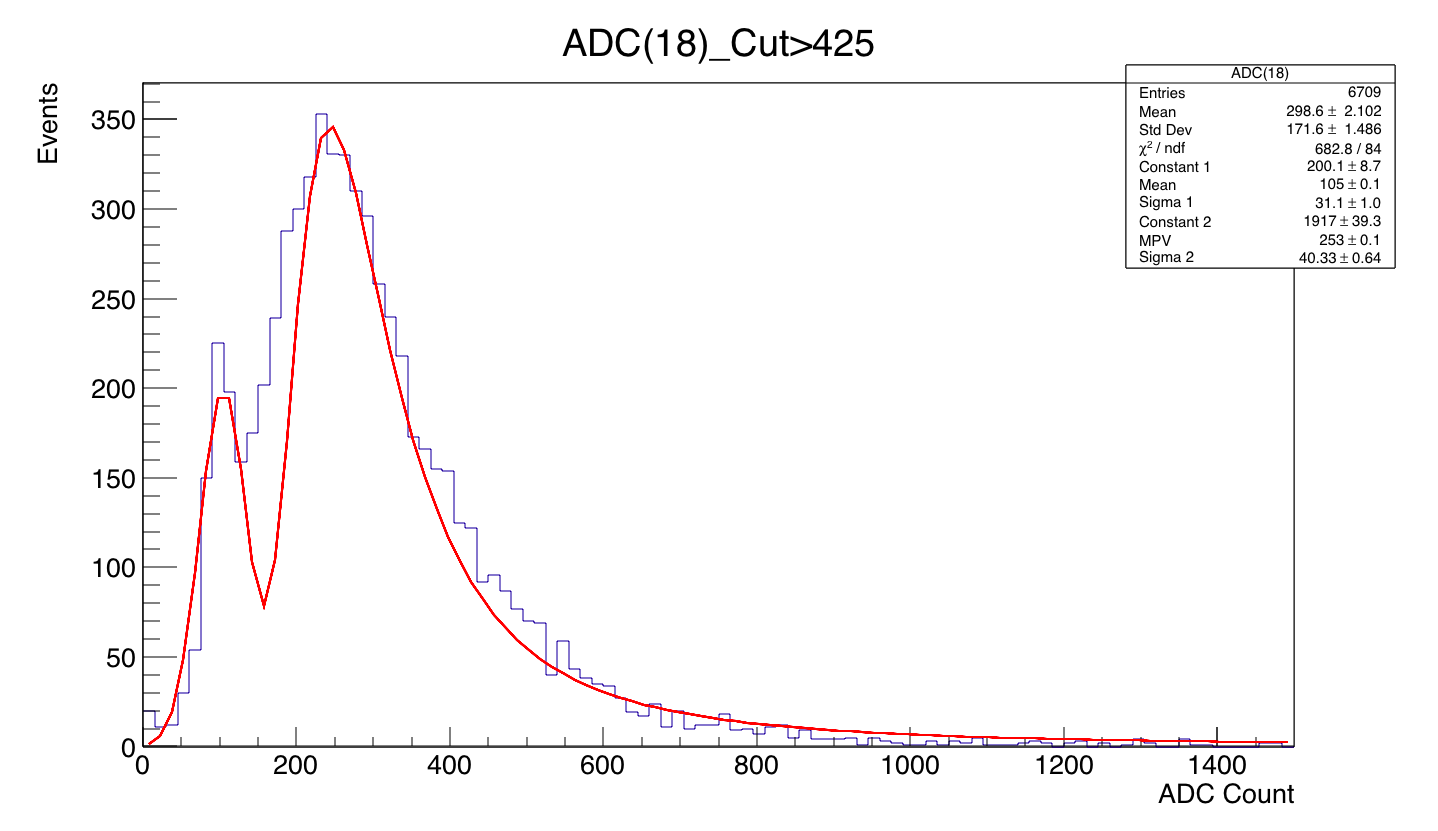 ADC(18)_Cut>425
ADC(18)
Entries 6709
Mean 298.6 ± 2.102
Std Dev 171.6 ± 1.486
χ² / ndf 682.8 / 84
Constant 1 200.1 ± 8.7
Mean 105 ± 0.1
Sigma 1 31.1 ± 1.0
Constant 2 1917 ± 39.3
MPV 253 ± 0.1
Sigma 2 40.33 ± 0.64
Events
350
300
250
200
150
100
50
0
0 200 400 600 800 1000 1200 1400
ADC Count